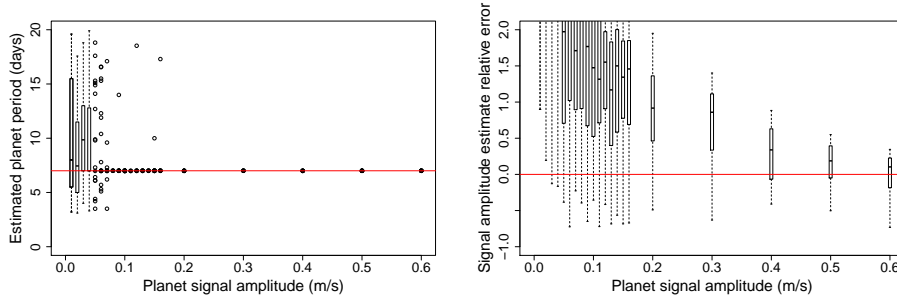 Estimated planet period (days)
20
15
10
5
0
0.0 0.1 0.2 0.3 0.4 0.5 0.6
Planet signal amplitude (m/s)
Signal amplitude estimate relative error
2.0
1.5
1.0
0.5
0.0
−1.0
0.0 0.1 0.2 0.3 0.4 0.5 0.6
Planet signal amplitude (m/s)